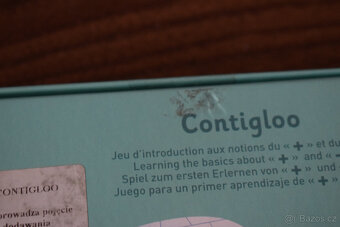 Contigloo
Jeu d'introduction aux notions du « + » et du
Learning the basics about « + » and « -
Spiel zum ersten Erlernen von « + » und «
Juego para un primer aprendizaje de « + »
CONTIGLOO
prowadza pojęcie
dodawania
sbazar.cz